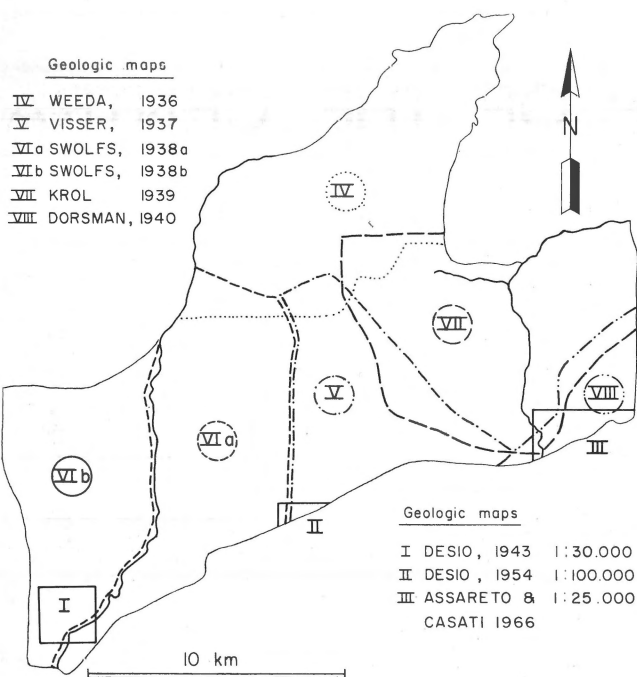 Geologic maps
IV WEEDA, 1936
V VISSER, 1937
VIa SWOLFS, 1938a
VIb SWOLFS, 1938b
VII KROL 1939
VIII DORSMAN, 1940
N
IV
VII
V
VIII
VIa
III
VIb
II
I
Geologic maps
I DESIO, 1943 1:30.000
II DESIO, 1954 1:100.000
III ASSARETO & 1:25.000
CASATI 1966
10 km